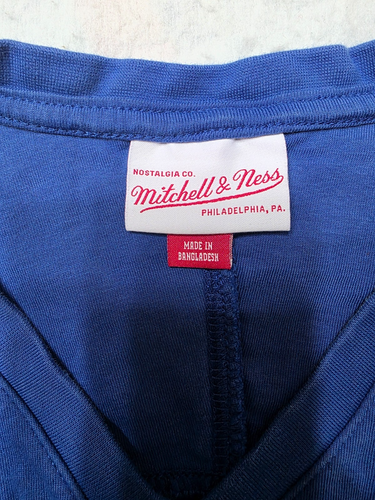 NOSTALGIA CO.
Mitchell & Ness
PHILADELPHIA, PA.
MADE IN
BANGLADESH